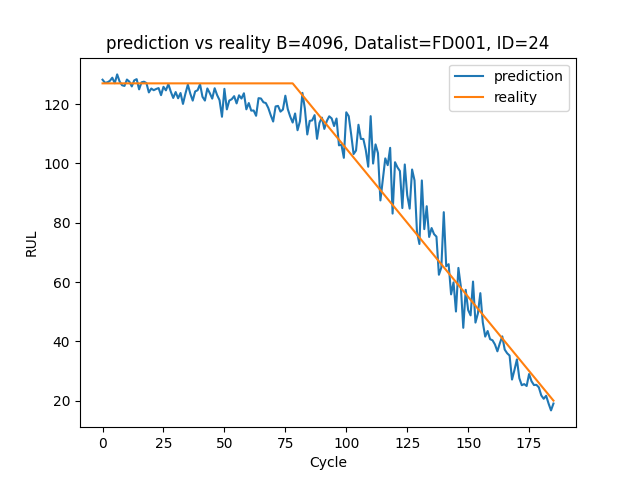 prediction vs reality B=4096, Datalist=FD001, ID=24
prediction
reality
120
100
80
60
40
20
RUL
0 25 50 75 100 125 150 175
Cycle